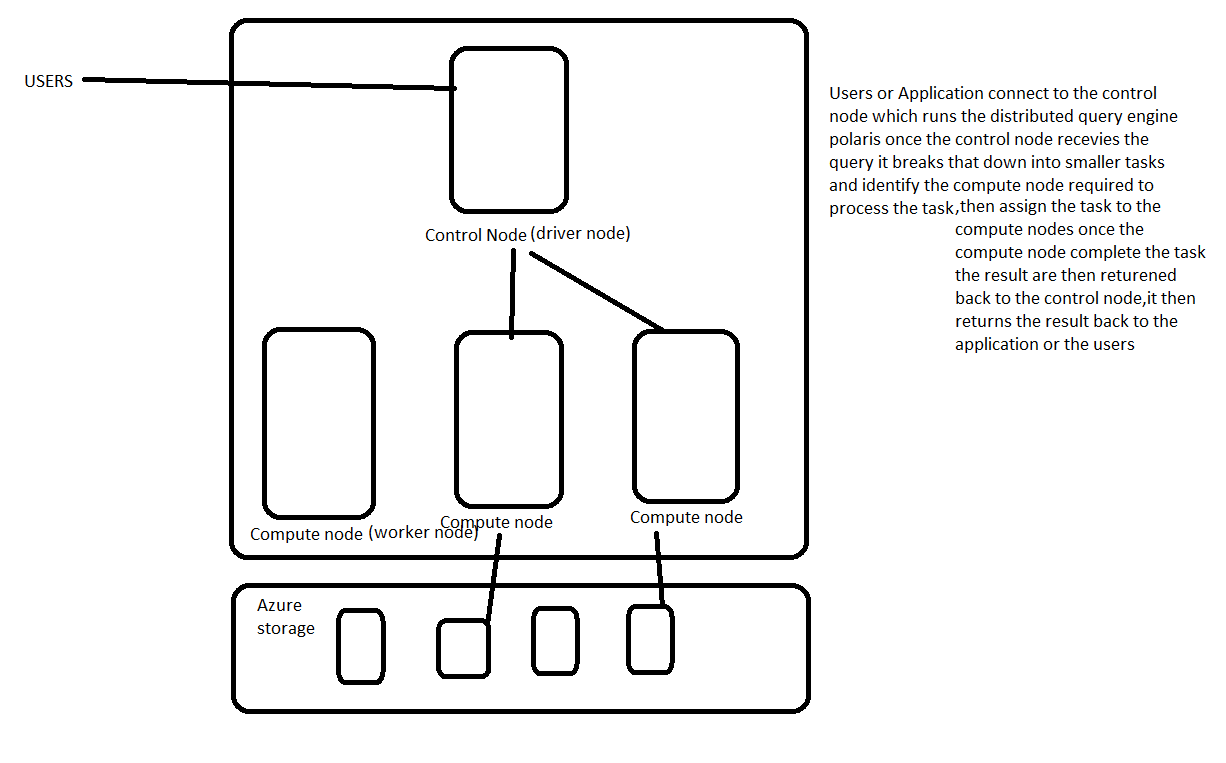 USERS
Users or Application connect to the control
node which runs the distributed query engine
polaris once the control node recevies the
query it breaks that down into smaller tasks
and identify the compute node required to
process the task,then assign the task to the
compute nodes once the
compute node complete the task
the result are then returened
back to the control node,it then
returns the result back to the
application or the users
Control Node (driver node)
Compute node (worker node)
Compute node
Compute node
Azure
storage